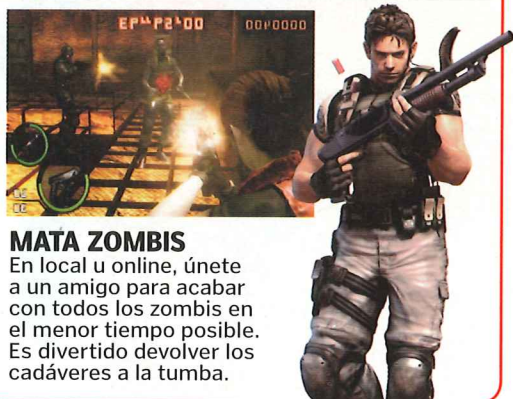 MATA ZOMBIS
En local u online, únete
a un amigo para acabar
con todos los zombis en
el menor tiempo posible.
Es divertido devolver los
cadáveres a la tumba.